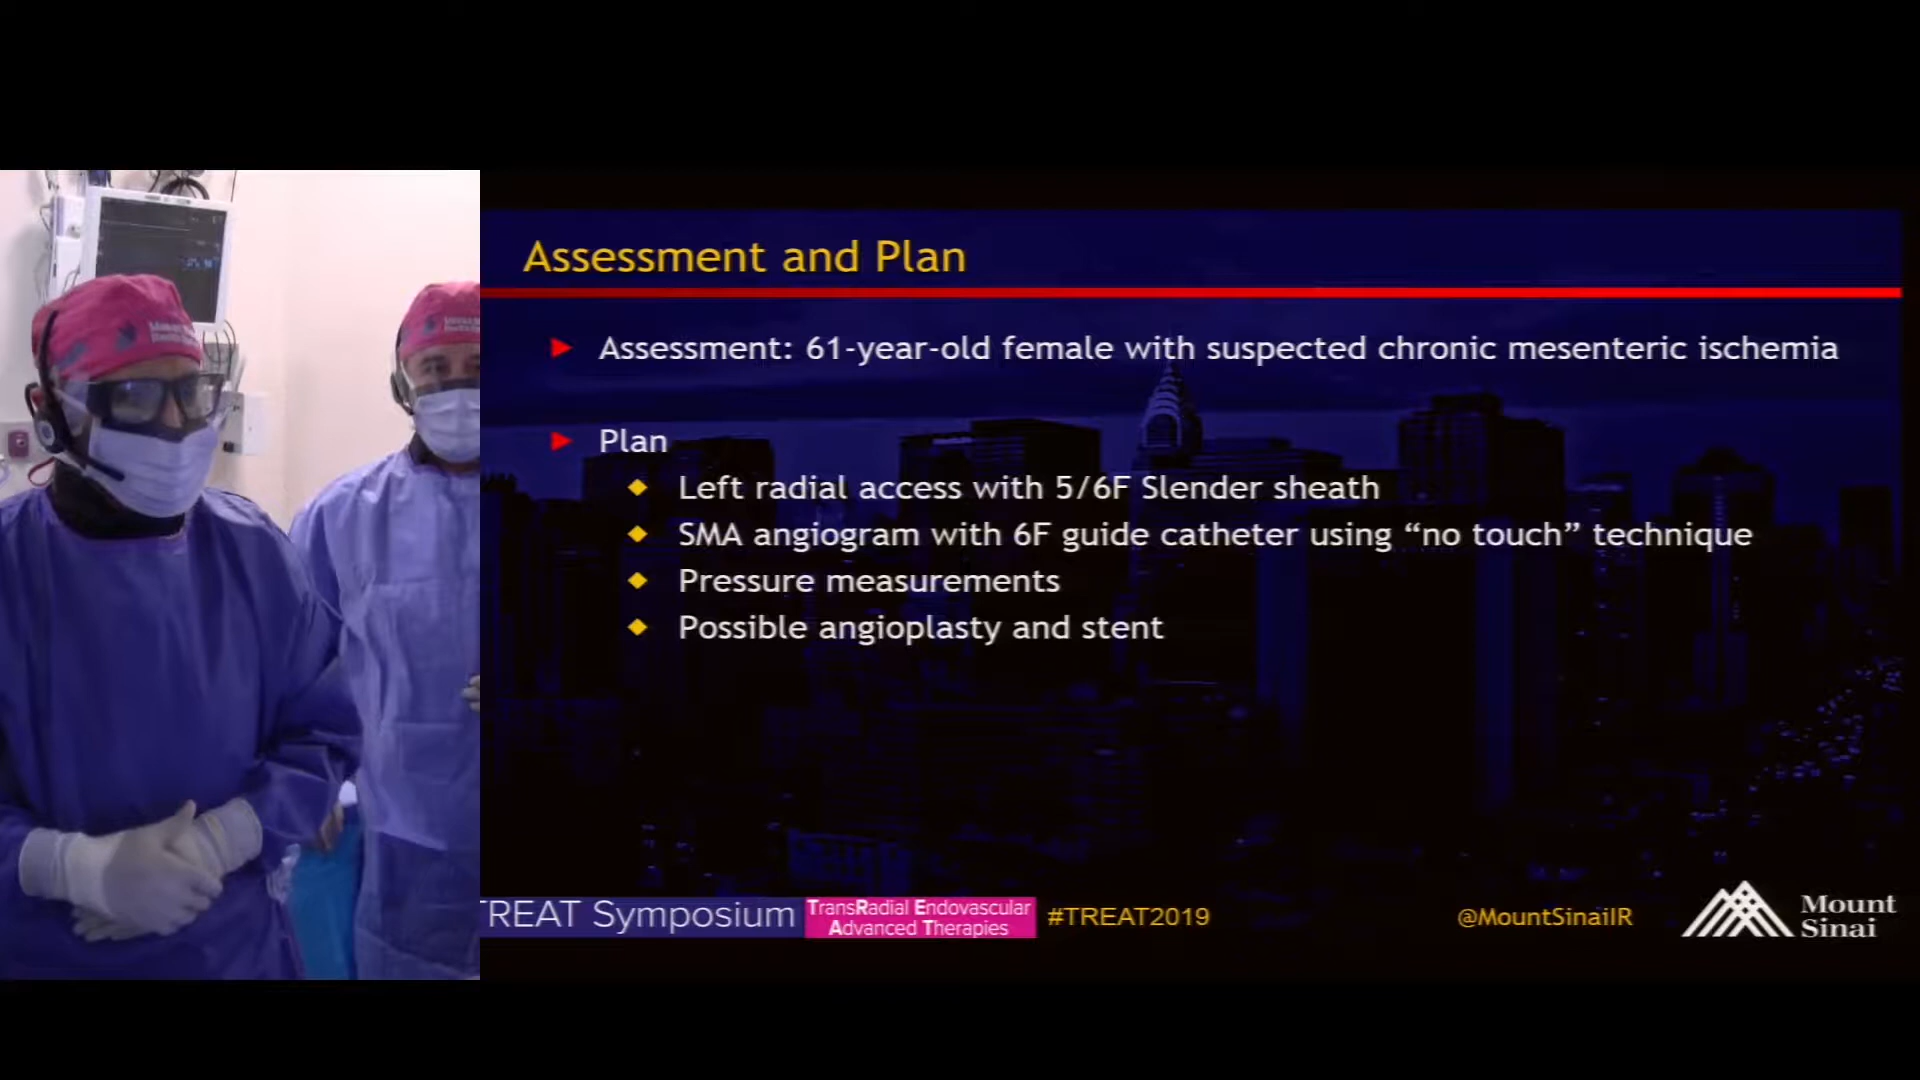 Assessment and Plan
Assessment: 61-year-old female with suspected chronic mesenteric ischemia
Plan
Left radial access with 5/6F Slender sheath
SMA angiogram with 6F guide catheter using “no touch” technique
Pressure measurements
Possible angioplasty and stent
TREAT Symposium
TransRadial Endovascular
Advanced Therapies
#TREAT2019
@MountSinaiIR
Mount
Sinai